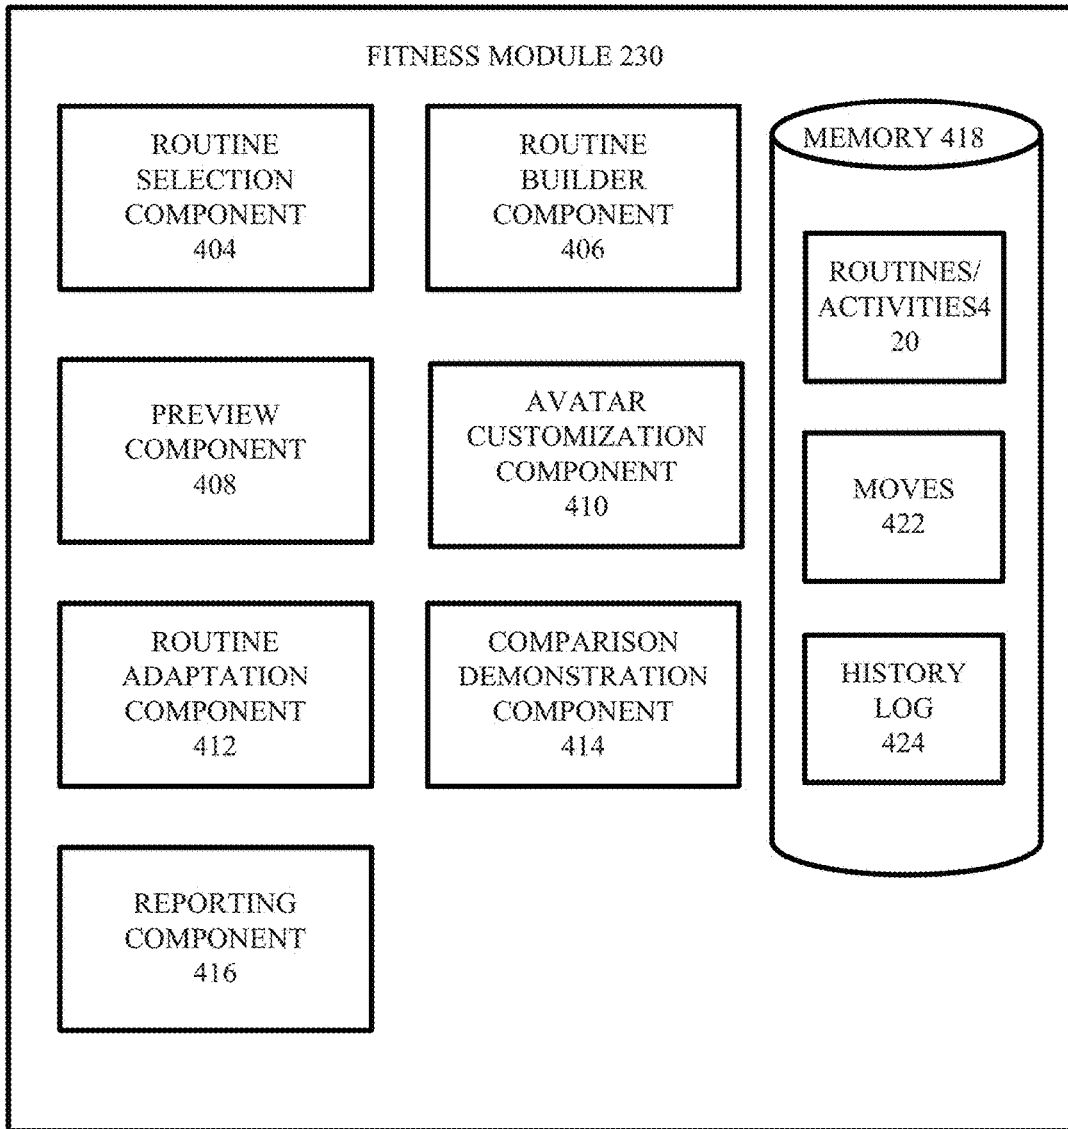 FITNESS MODULE 230
ROUTINE
SELECTION
COMPONENT
404
ROUTINE
BUILDER
COMPONENT
406
MEMORY 418
ROUTINES/
ACTIVITIES4
20
PREVIEW
COMPONENT
408
AVATAR
CUSTOMIZATION
COMPONENT
410
MOVES
422
ROUTINE
ADAPTATION
COMPONENT
412
COMPARISON
DEMONSTRATION
COMPONENT
414
HISTORY
LOG
424
REPORTING
COMPONENT
416